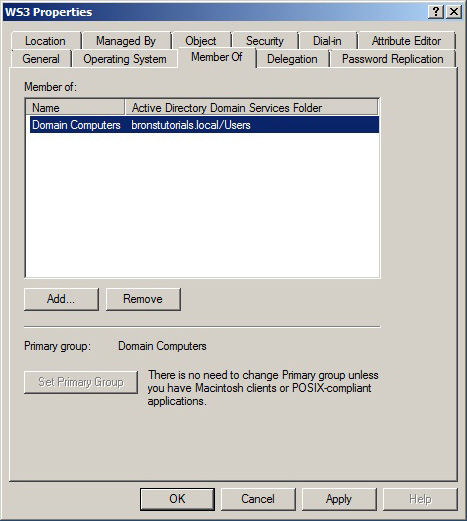 WS3 Properties
Location Managed By Object Security Dial-in Attribute Editor
General Operating System Member Of Delegation Password Replication
Member of:
Name Active Directory Domain Services Folder
Domain Computers bronstutorials.local/Users
Add... Remove
Primary group: Domain Computers
Set Primary Group
There is no need to change Primary group unless
you have Macintosh clients or POSIX-compliant
applications.
OK Cancel Apply Help